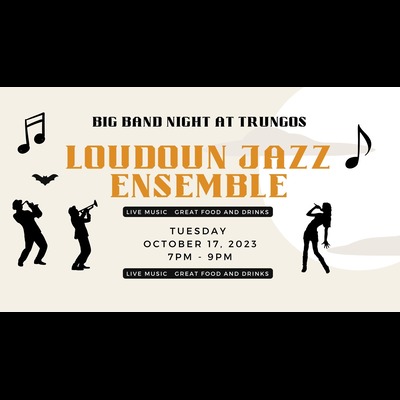 BIG BAND NIGHT AT TRUNGOS
LOUDOUN JAZZ
ENSEMBLE
LIVE MUSIC GREAT FOOD AND DRINKS
TUESDAY
OCTOBER 17, 2023
7PM - 9PM
LIVE MUSIC GREAT FOOD AND DRINKS